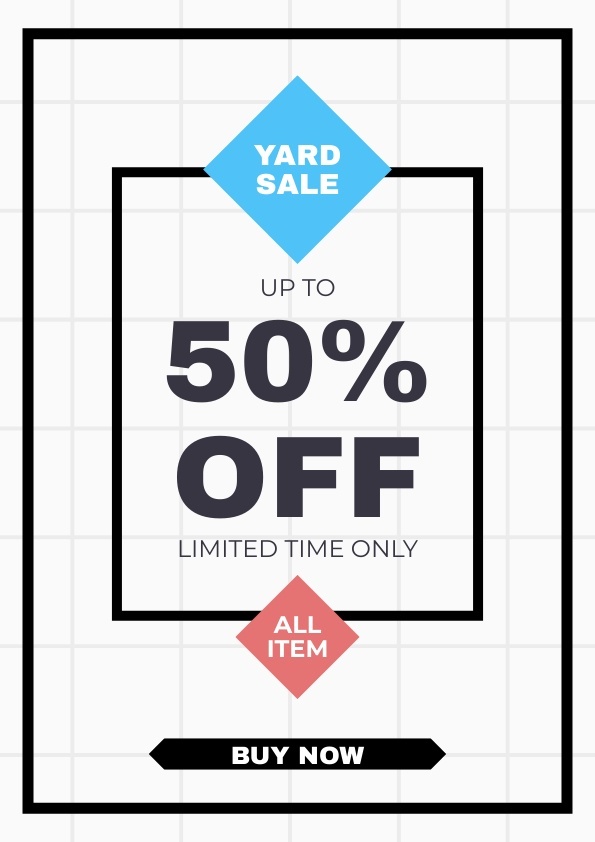 YARD
SALE
UP TO
50%
OFF
LIMITED TIME ONLY
ALL
ITEM
BUY NOW